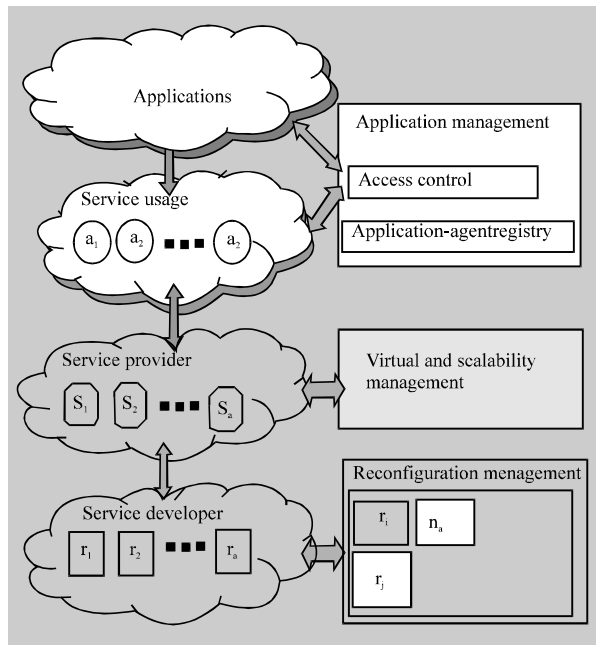 Applications
Application management
Access control
Application-agentregistry
Service usage
a1 a2 ■■■ a2
Service provider
S1 S2 ■■■ Sa
Virtual and scalability
management
Service developer
r1 r2 ■■■ ra
Reconfiguration menagement
ri na
rj